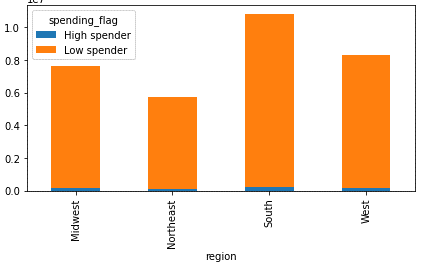 1e7
spending_flag
High spender
Low spender
1.0
0.8
0.6
0.4
0.2
0.0
Midwest
Northeast
South
West
region